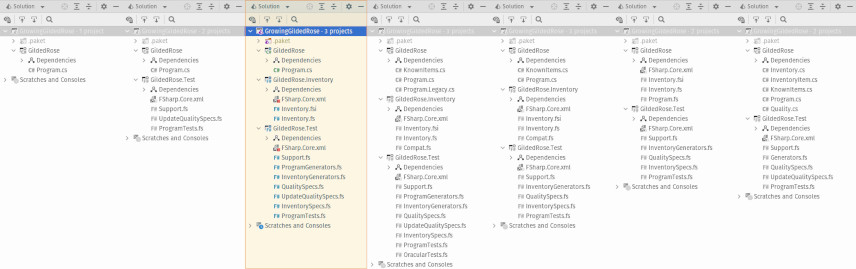 Solution
GrowingGildedRose · 1 project
.paket
GildedRose
Dependencies
Program.cs
Scratches and Consoles
Solution
.paket
GildedRose
Dependencies
Program.cs
GildedRose.Test
Dependencies
FSharp.Core.xml
Support.fs
UpdateQualitySpecs.fs
ProgramTests.fs
Scratches and Consoles
Solution
GrowingGildedRose · 3 projects
.paket
GildedRose
Dependencies
Program.cs
GildedRose.Inventory
Dependencies
FSharp.Core.xml
Inventory.fsi
Inventory.fs
GildedRose.Test
Dependencies
FSharp.Core.xml
Support.fs
ProgramGenerators.fs
InventoryGenerators.fs
QualitySpecs.fs
UpdateQualitySpecs.fs
InventorySpecs.fs
ProgramTests.fs
Scratches and Consoles
Solution
.paket
GildedRose
Dependencies
KnownItems.cs
Program.cs
Program.Legacy.cs
GildedRose.Inventory
Dependencies
FSharp.Core.xml
Inventory.fsi
Inventory.fs
Compat.fs
GildedRose.Test
Dependencies
FSharp.Core.xml
Support.fs
ProgramGenerators.fs
InventoryGenerators.fs
QualitySpecs.fs
UpdateQualitySpecs.fs
InventorySpecs.fs
ProgramTests.fs
OracularTests.fs
Scratches and Consoles
Solution
.paket
GildedRose
Dependencies
KnownItems.cs
Program.cs
GildedRose.Inventory
Dependencies
FSharp.Core.xml
Inventory.fsi
Inventory.fs
Compat.fs
GildedRose.Test
Dependencies
FSharp.Core.xml
Support.fs
InventoryGenerators.fs
QualitySpecs.fs
InventorySpecs.fs
ProgramTests.fs
Scratches and Consoles
Solution
.paket
GildedRose
Dependencies
FSharp.Core.xml
Inventory.fsi
Inventory.fs
Program.fs
GildedRose.Test
Dependencies
FSharp.Core.xml
Support.fs
InventoryGenerators.fs
QualitySpecs.fs
InventorySpecs.fs
ProgramTests.fs
Scratches and Consoles
Solution
.paket
GildedRose
Dependencies
Inventory.cs
InventoryItem.cs
KnownItems.cs
Program.cs
Quality.cs
GildedRose.Test
Dependencies
FSharp.Core.xml
Support.fs
Generators.fs
QualitySpecs.fs
UpdateQualitySpecs.fs
ProgramTests.fs
Scratches and Consoles